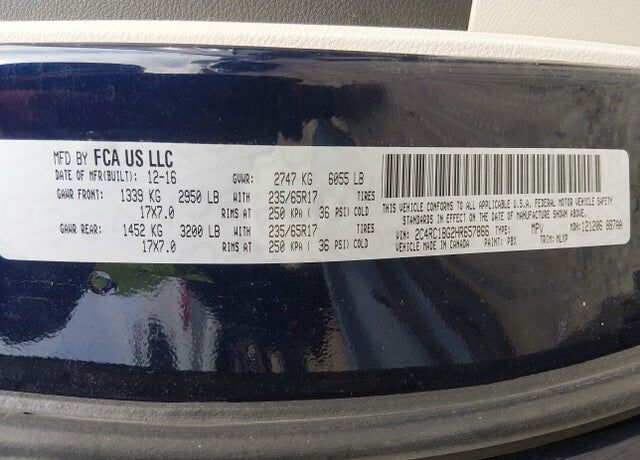 MFD BY FCA US LLC
DATE OF MFR(BUILT): 12-16 GVWR: 2747 KG 6055 LB
GAWR FRONT: 1339 KG 2950 LB WITH 235/65R17 TIRES
17X7.0 RIMS AT 250 KPA ( 36 PSI) COLD
GAWR REAR: 1452 KG 3200 LB WITH 235/65R17 TIRES
17X7.0 RIMS AT 250 KPA ( 36 PSI) COLD
THIS VEHICLE CONFORMS TO ALL APPLICABLE U.S.A. FEDERAL MOTOR VEHICLE SAFETY
STANDARDS IN EFFECT ON THE DATE OF MANUFACTURE SHOWN ABOVE.
VIN: 2C4RC1BG2HR657866 TYPE: MPV MDH:121206 887AA
VEHICLE MADE IN CANADA PAINT: PBX TRIM: MLXP